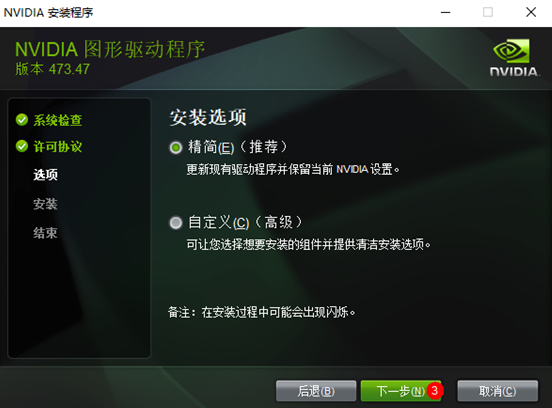 NVIDIA 安装程序
NVIDIA 图形驱动程序
版本 473.47
NVIDIA.
系统检查
许可协议
选项
安装
结束
安装选项
精简(E)（推荐）
更新现有驱动程序并保留当前 NVIDIA 设置。
自定义(C)（高级）
可让您选择想要安装的组件并提供清洁安装选项。
备注：在安装过程中可能会出现闪烁。
后退(B)
下一步(N) 3
取消(C)